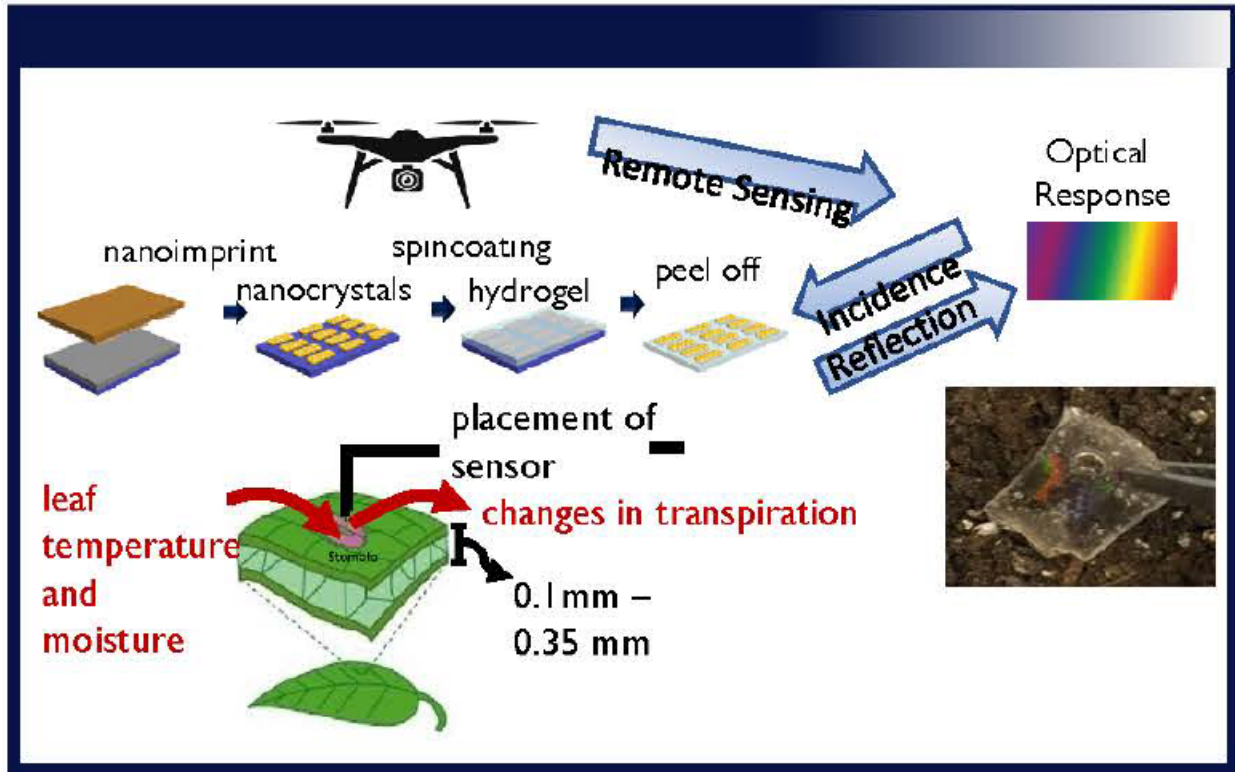 Remote Sensing
Optical
Response
nanoimprint
spincoating
peel off
nanocrystals
hydrogel
Incidence
Reflection
placement of
sensor
leaf
temperature
and
moisture
changes in transpiration
Stomata
0.1mm –
0.35 mm